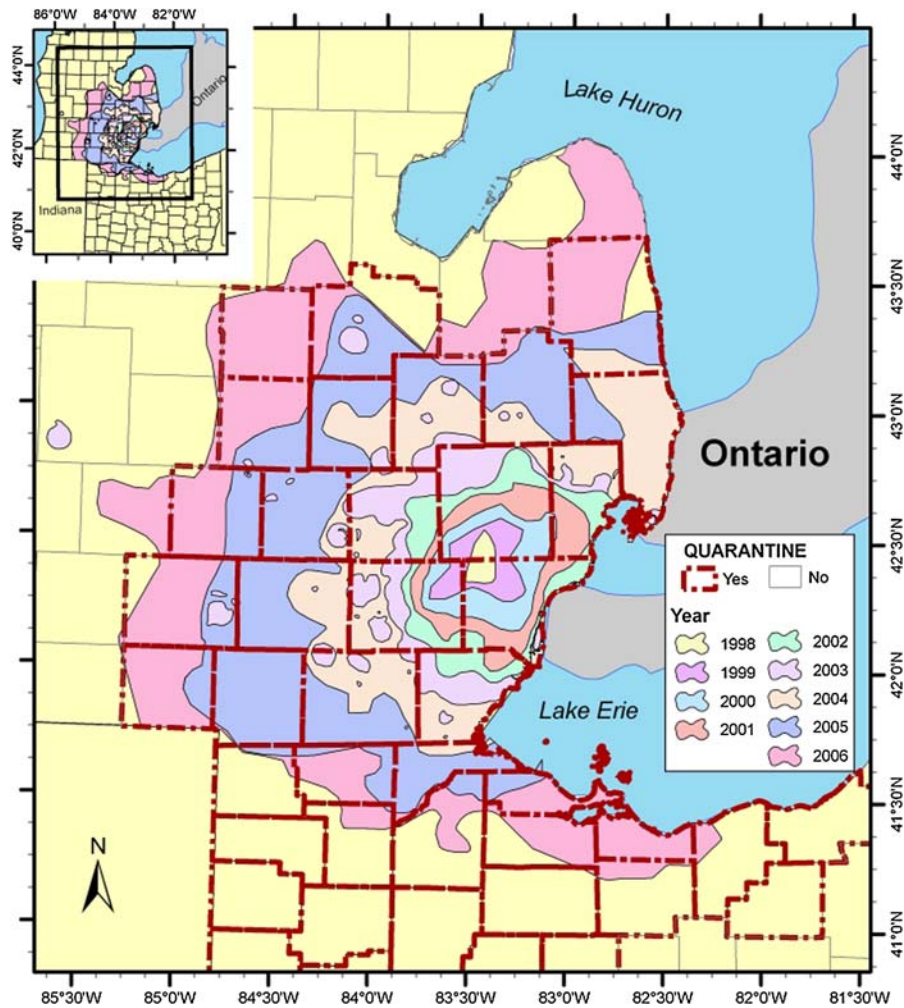 86°0'W 84°0'W 82°0'W
44°0'N
42°0'N
40°0'N
Ontario
Indiana
Lake Huron
44°0'N
43°30'N
43°0'N
42°30'N
42°0'N
41°30'N
41°0'N
Ontario
QUARANTINE
Yes No
Year
1998 2002
1999 2003
2000 2004
2001 2005
2006
Lake Erie
N
85°30'W 85°0'W 84°30'W 84°0'W 83°30'W 83°0'W 82°30'W 82°0'W 81°30'W